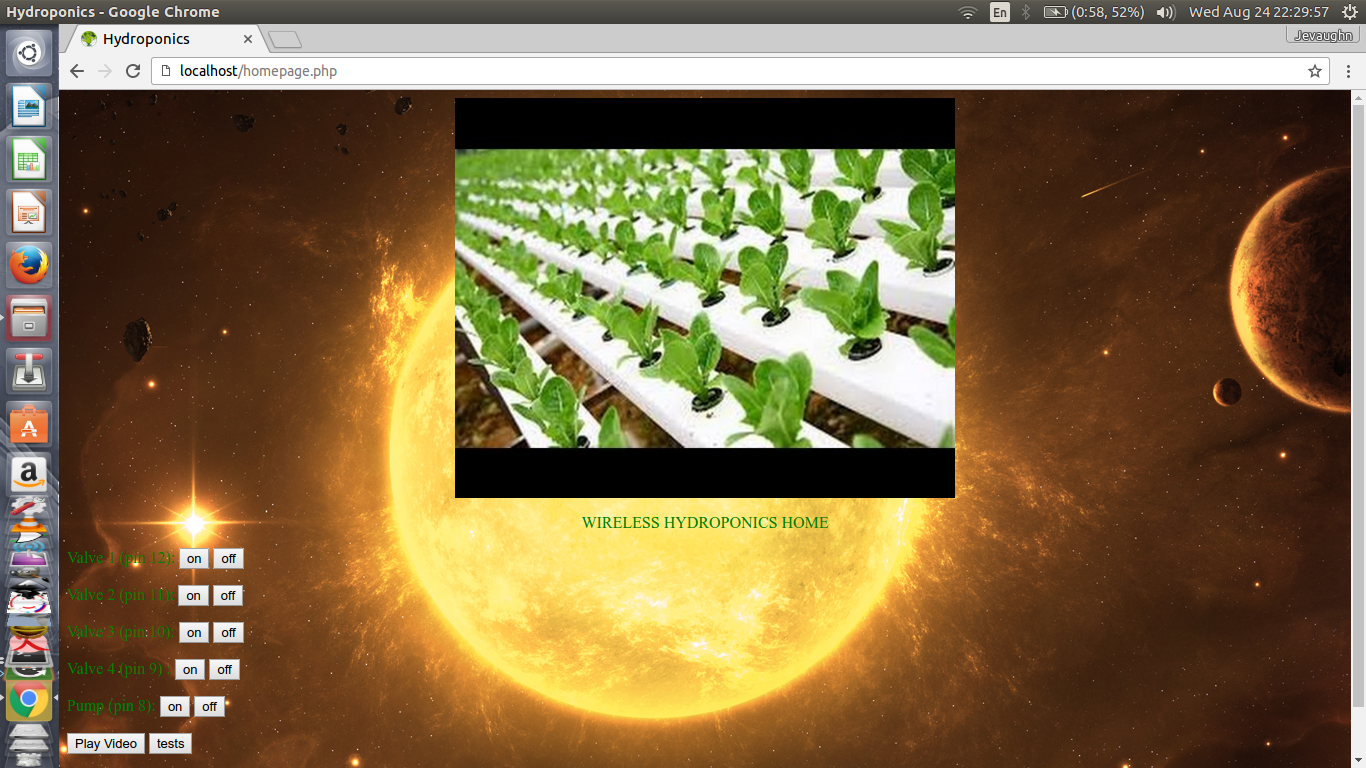 Hydroponics - Google Chrome
En
(0:58, 52%)
Wed Aug 24 22:29:57
Hydroponics
Jevaughn
localhost/homepage.php
WIRELESS HYDROPONICS HOME
Valve 1 (pin 12): on off
Valve 2 (pin 11): on off
Valve 3 (pin 10): on off
Valve 4 (pin 9) : on off
Pump (pin 8): on off
Play Video tests